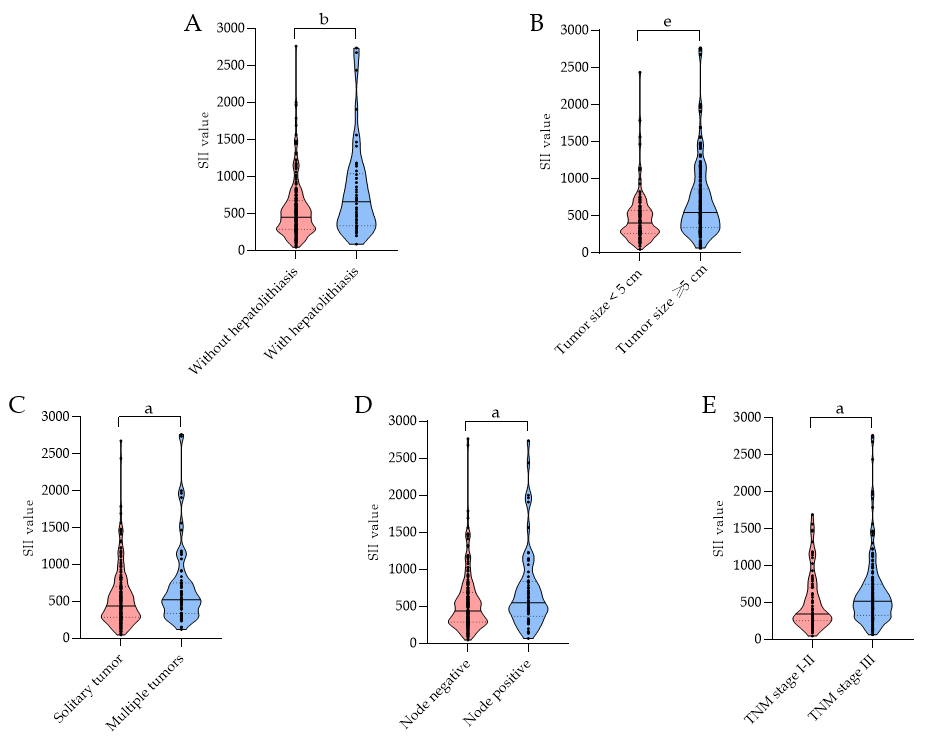 A
b
3000
2500
2000
1500
1000
500
0
SII value
Without hepatolithiasis
With hepatolithiasis
B
e
3000
2500
2000
1500
1000
500
0
SII value
Tumor size < 5 cm
Tumor size ⩾5 cm
C
a
3000
2500
2000
1500
1000
500
0
SII value
Solitary tumor
Multiple tumors
D
a
3000
2500
2000
1500
1000
500
0
SII value
Node negative
Node positive
E
a
3000
2500
2000
1500
1000
500
0
SII value
TNM stage I-II
TNM stage III